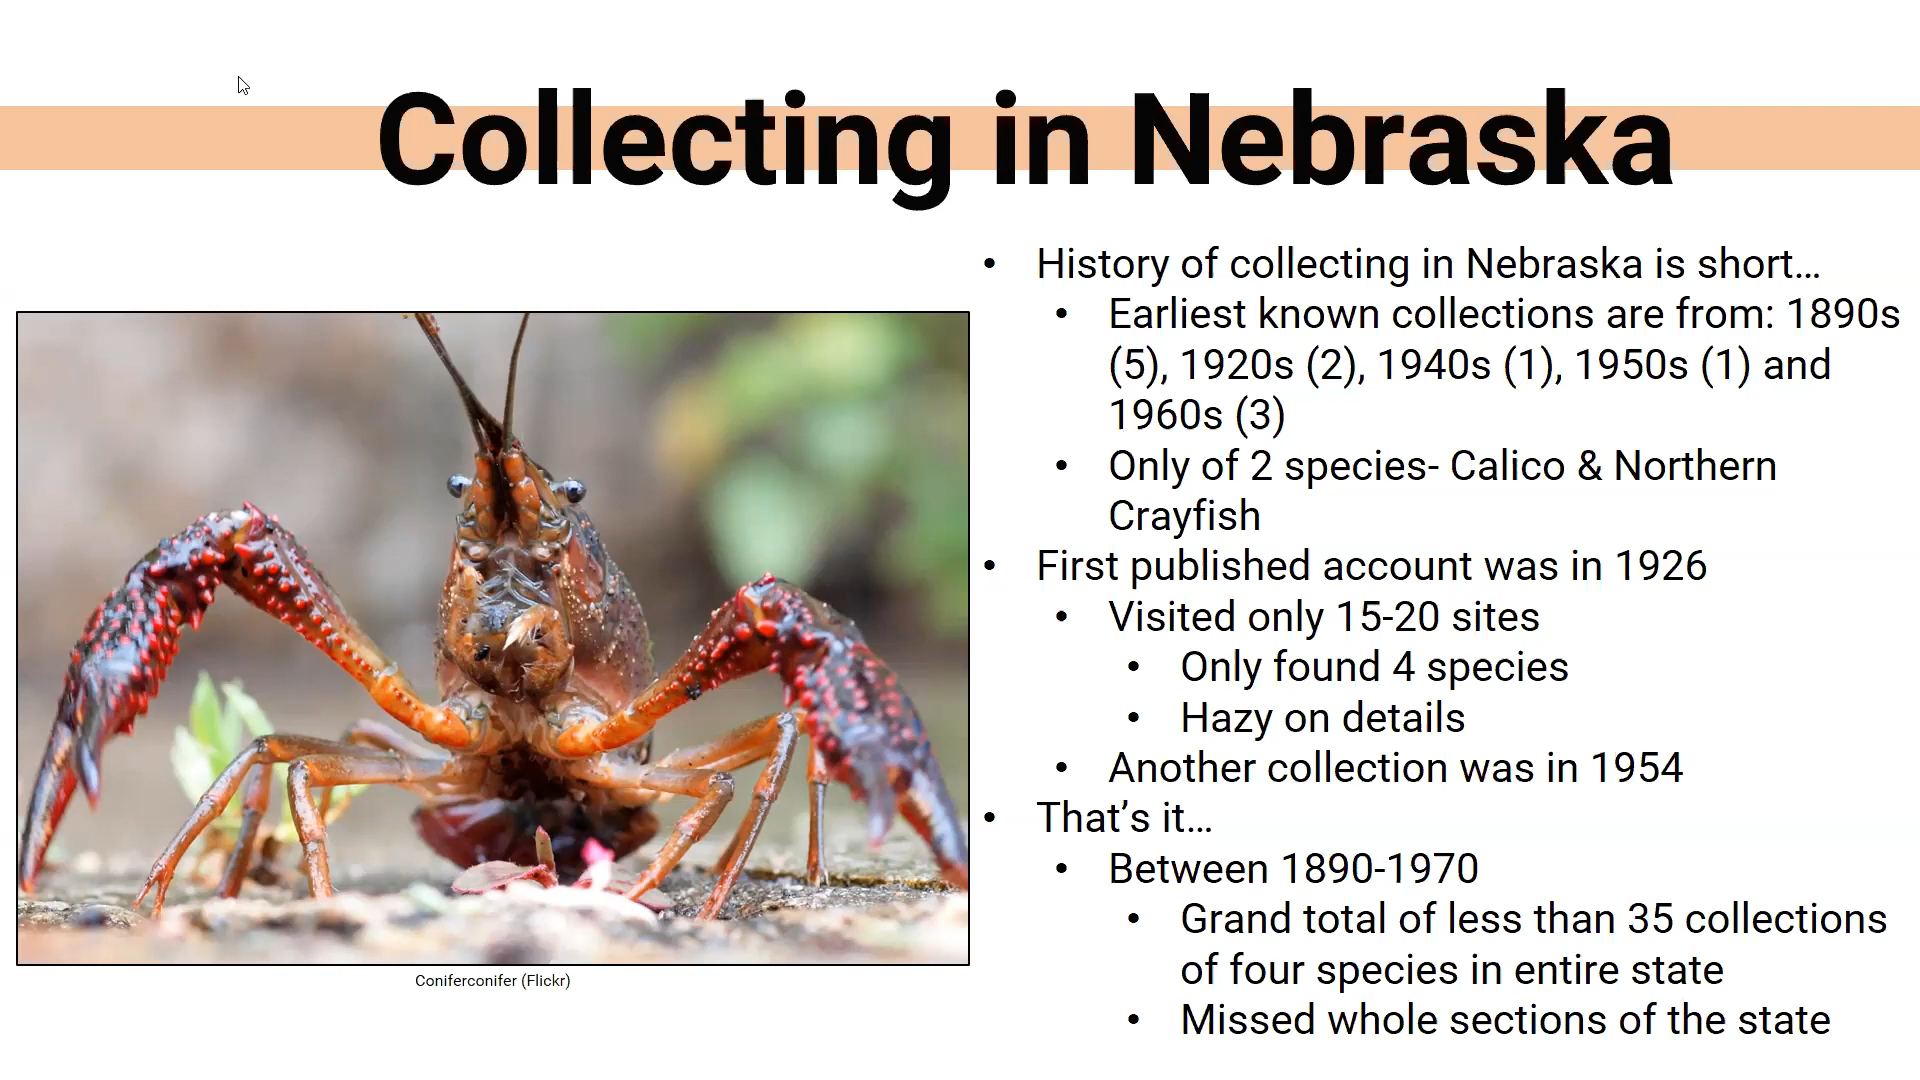 Collecting in Nebraska
• History of collecting in Nebraska is short…
• Earliest known collections are from: 1890s
(5), 1920s (2), 1940s (1), 1950s (1) and
1960s (3)
• Only of 2 species- Calico & Northern
Crayfish
• First published account was in 1926
• Visited only 15-20 sites
• Only found 4 species
• Hazy on details
• Another collection was in 1954
• That’s it…
• Between 1890-1970
• Grand total of less than 35 collections
of four species in entire state
• Missed whole sections of the state
Coniferconifer (Flickr)